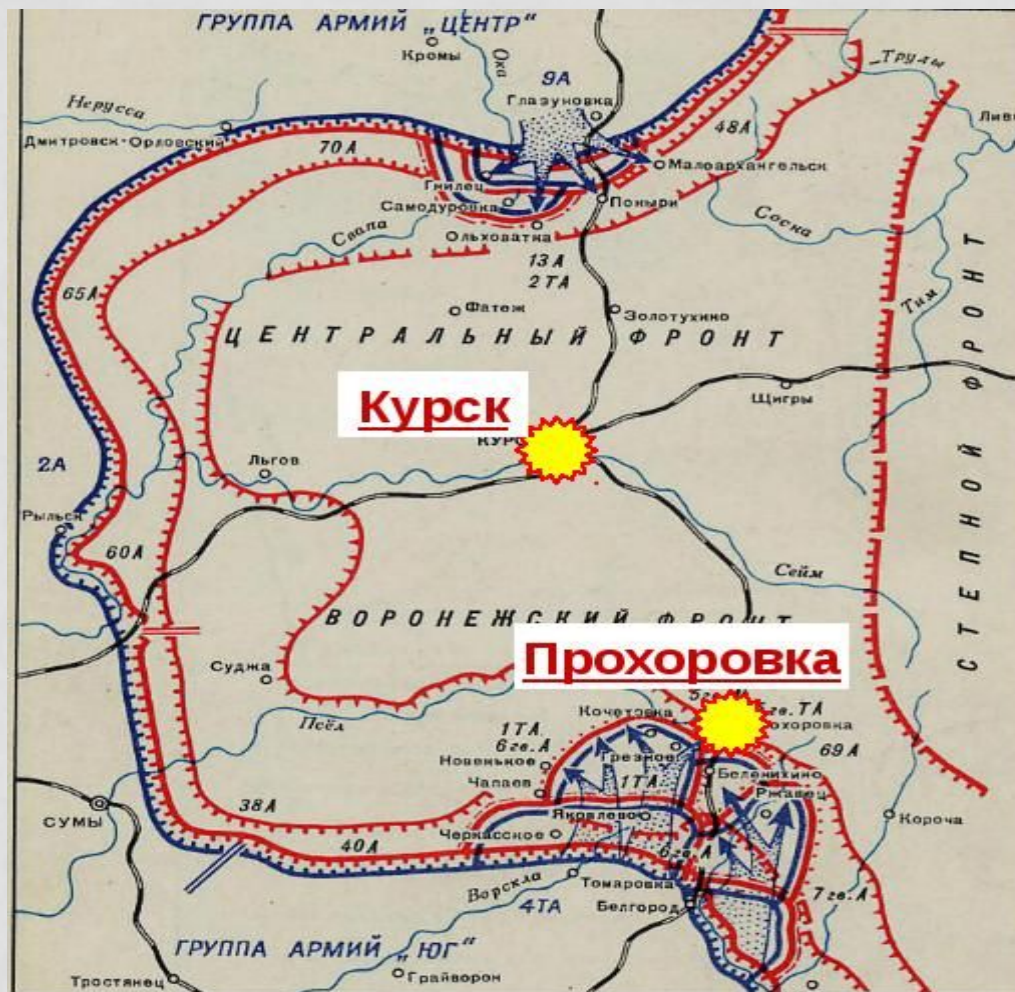 ГРУППА АРМИЙ „ЦЕНТР“
Кромы
Ока
9А
Глазуновка
Труды
Нерусса
Дмитровск-Орловский
70А
48А
Малоархангельск
Гнилец
Самодуровка
Поныри
Свапа
Ольховатка
Сосна
13А
2ТА
65А
Фатеж
Золотухино
Тим
ЦЕНТРАЛЬНЫЙ ФРОНТ
СТЕПНОЙ ФРОНТ
Курск
Щигры
Льгов
2А
Рыльск
60А
Сейм
ВОРОНЕЖСКИЙ ФРОНТ
Прохоровка
Суджа
Псёл
5гв.ТА
Кочетовка
1ТА
6гв.А
69А
Новенькое
Грезное
Беленихино
Чапаев
1ТА
Ржавец
38А
Яковлево
СУМЫ
Черкасское
Короча
40А
6гв.А
Ворскла
Томаровка
7гв.А
4ТА
Белгород
ГРУППА АРМИЙ „ЮГ“
Грайворон
Тростянец